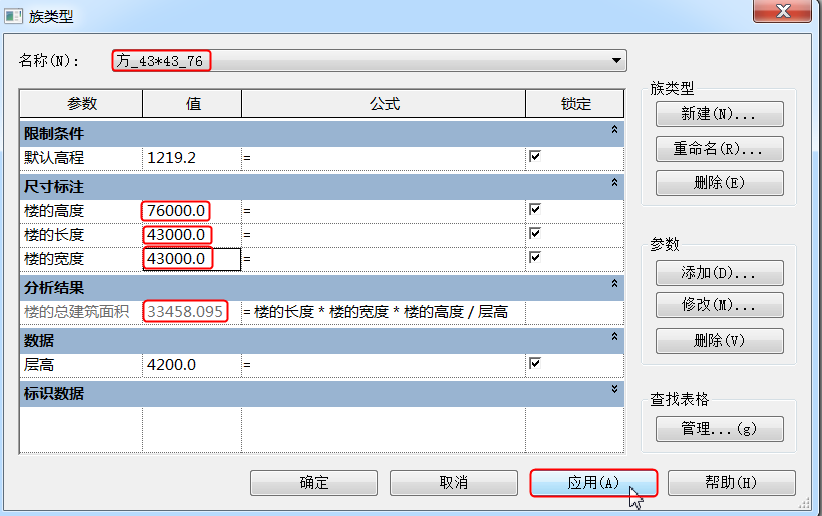 族类型
名称(N): 方_43*43_76
参数 值 公式 锁定
限制条件
默认高程 1219.2 =
尺寸标注
楼的高度 76000.0 =
楼的长度 43000.0 =
楼的宽度 43000.0 =
分析结果
楼的总建筑面积 33458.095 = 楼的长度 * 楼的宽度 * 楼的高度 / 层高
数据
层高 4200.0 =
标识数据
族类型
新建(N)...
重命名(R)...
删除(E)
参数
添加(D)...
修改(M)...
删除(V)
查找表格
管理...(g)
确定 取消 应用(A) 帮助(H)